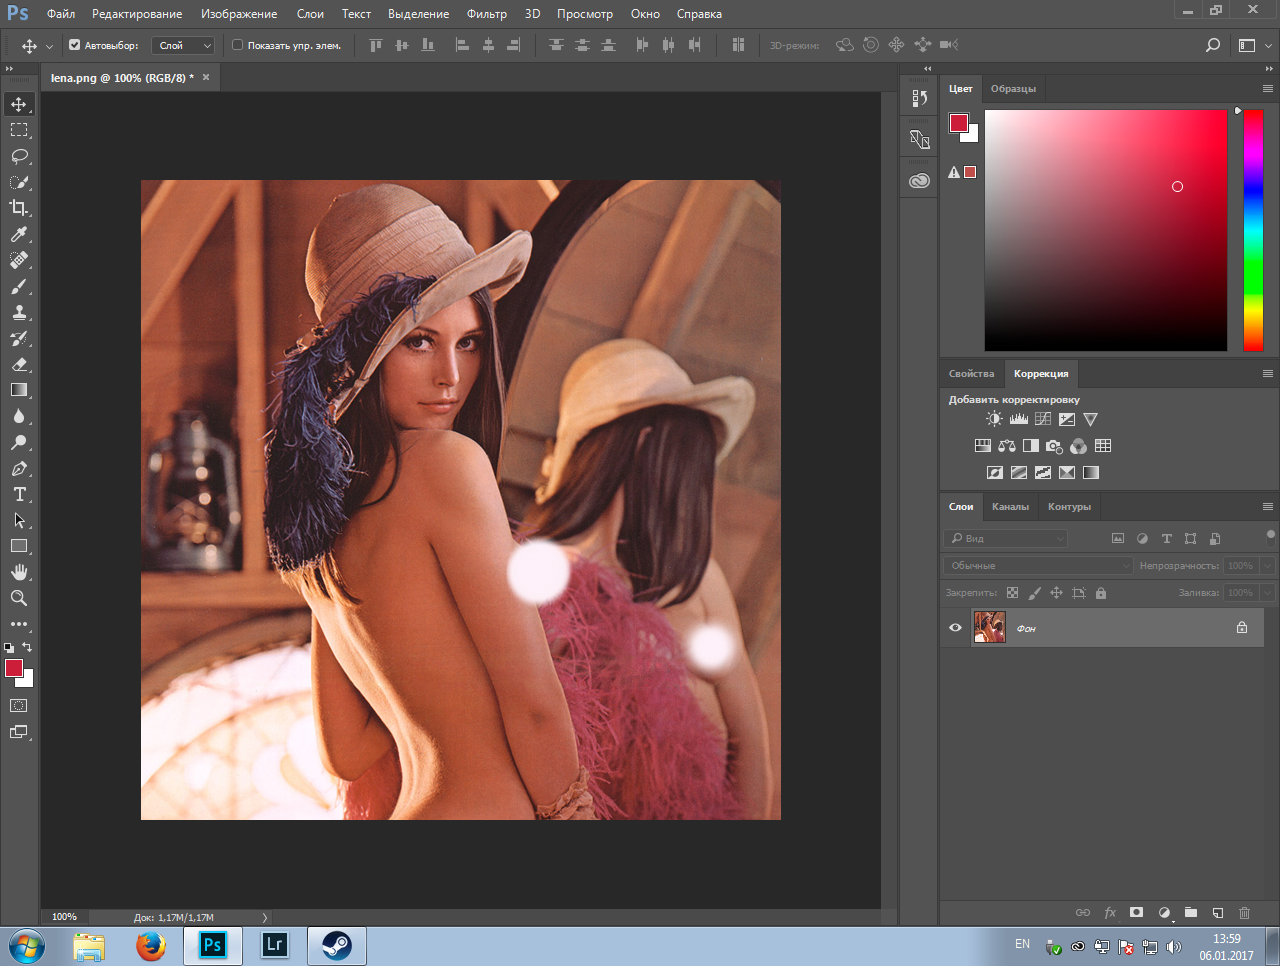 Ps Файл Редактирование Изображение Слои Текст Выделение Фильтр 3D Просмотр Окно Справка
Автовыбор: Слой Показать упр. элем. 3D-режим:
lena.png @ 100% (RGB/8) * ×
Цвет Образцы
Свойства Коррекция
Добавить корректировку
Слои Каналы Контуры
Вид
Обычные Непрозрачность: 100%
Закрепить: Заливка: 100%
Фон
fx
100% Док: 1,17M/1,17M
Ps Lr EN 13:59
06.01.2017